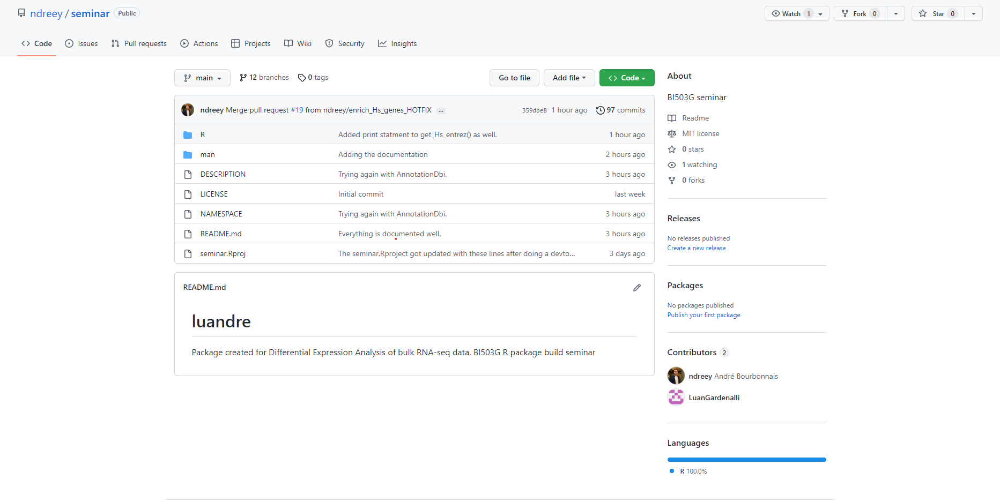 ndreey / seminar Public
Watch 1 Fork 0 Star 0
Code Issues Pull requests Actions Projects Wiki Security Insights
main 12 branches 0 tags Go to file Add file Code
ndreey Merge pull request #19 from ndreey/enrich_Hs_genes_HOTFIX ... 359dbe8 1 hour ago 97 commits
R Added print statment to get_Hs_entrez() as well. 1 hour ago
man Adding the documentation 2 hours ago
DESCRIPTION Trying again with AnnotationDbi. 3 hours ago
LICENSE Initial commit last week
NAMESPACE Trying again with AnnotationDbi. 3 hours ago
README.md Everything is documented well. 3 hours ago
seminar.Rproj The seminar.Rproject got updated with these lines after doing a devto... 3 days ago
README.md
luandre
Package created for Differential Expression Analysis of bulk RNA-seq data. BI503G R package build seminar
About
BI503G seminar
Readme
MIT license
0 stars
1 watching
0 forks
Releases
No releases published
Create a new release
Packages
No packages published
Publish your first package
Contributors 2
ndreey André Bourbonnais
LuanGardenalli
Languages
R 100.0%